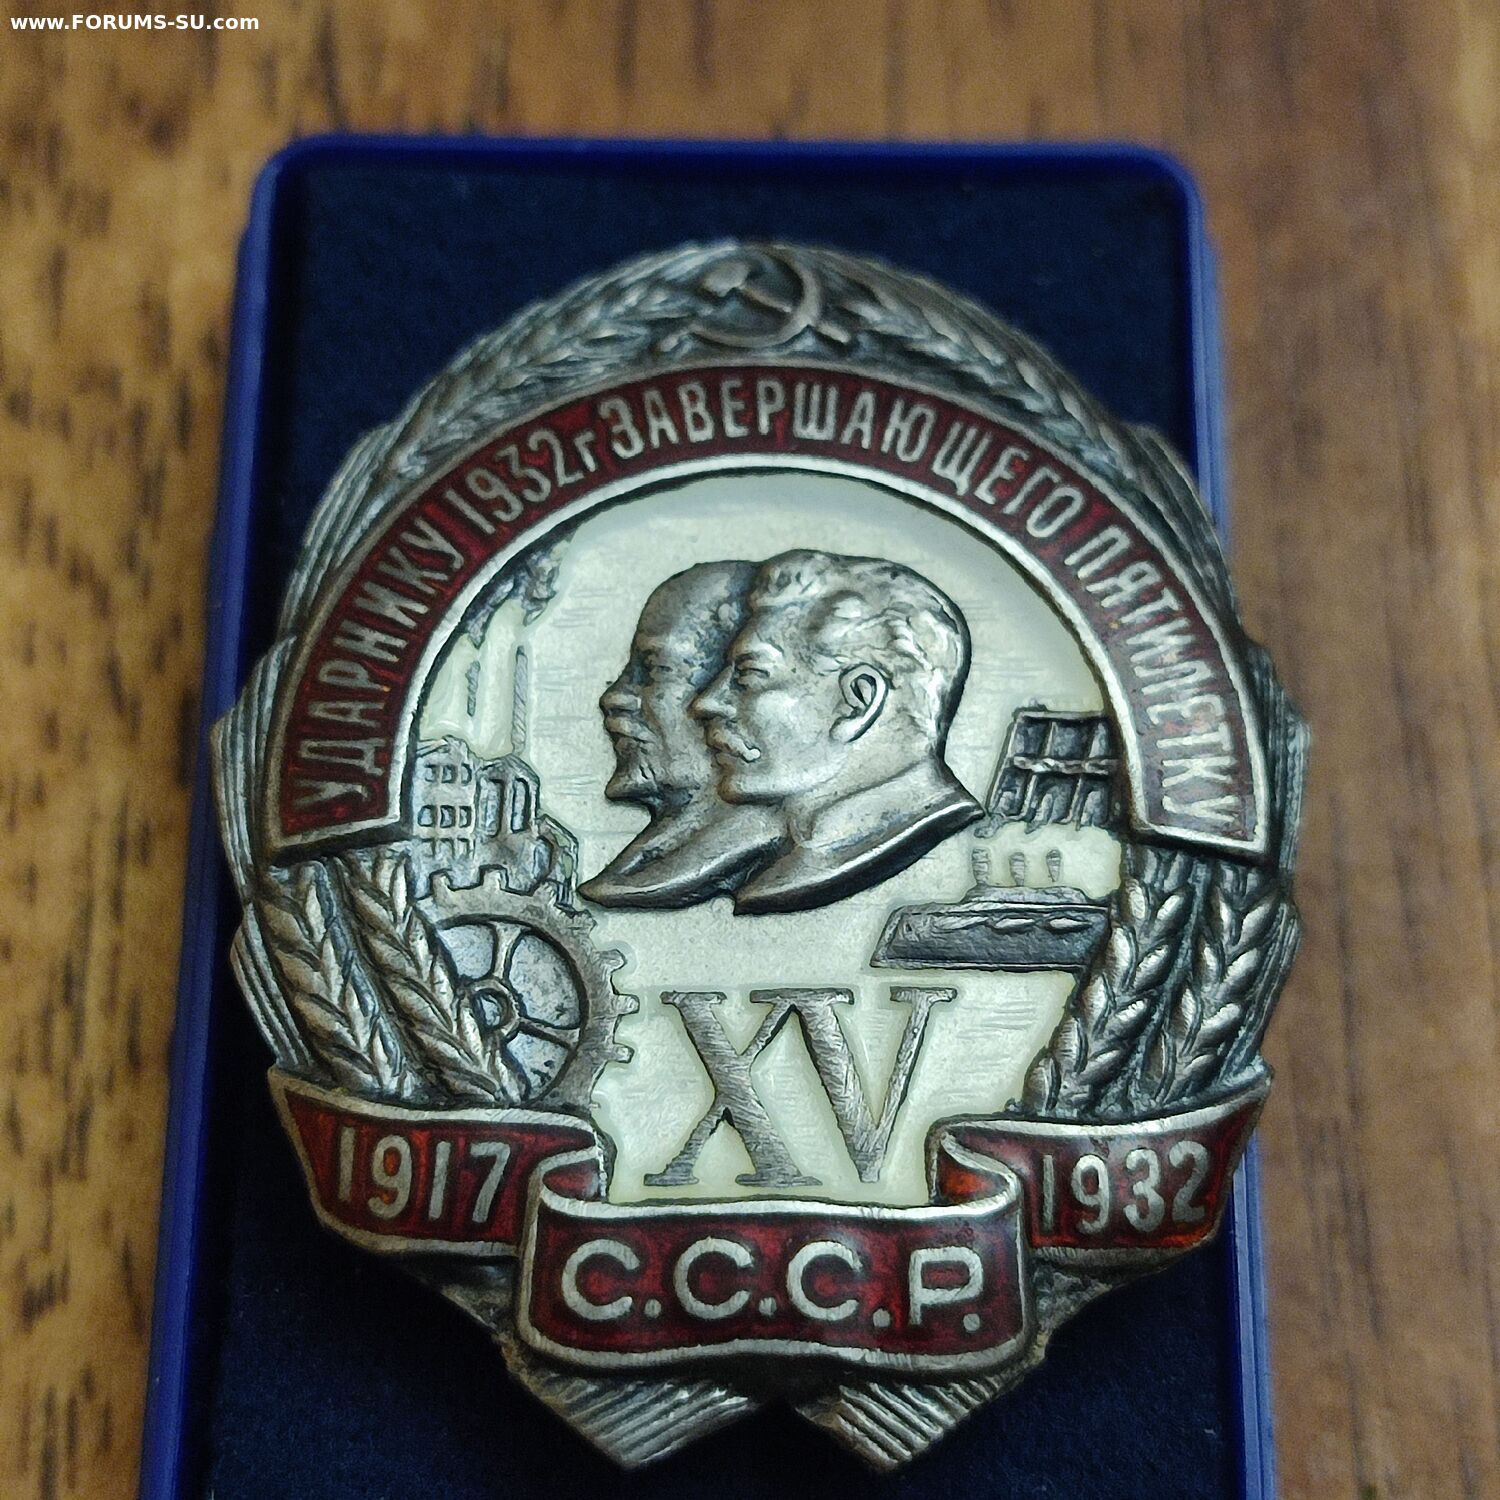 www.FORUMS-SU.com
УДАРНИКУ 1932г ЗАВЕРШАЮЩЕГО ПЯТИЛЕТКУ
XV
1917
1932
С.С.С.Р.